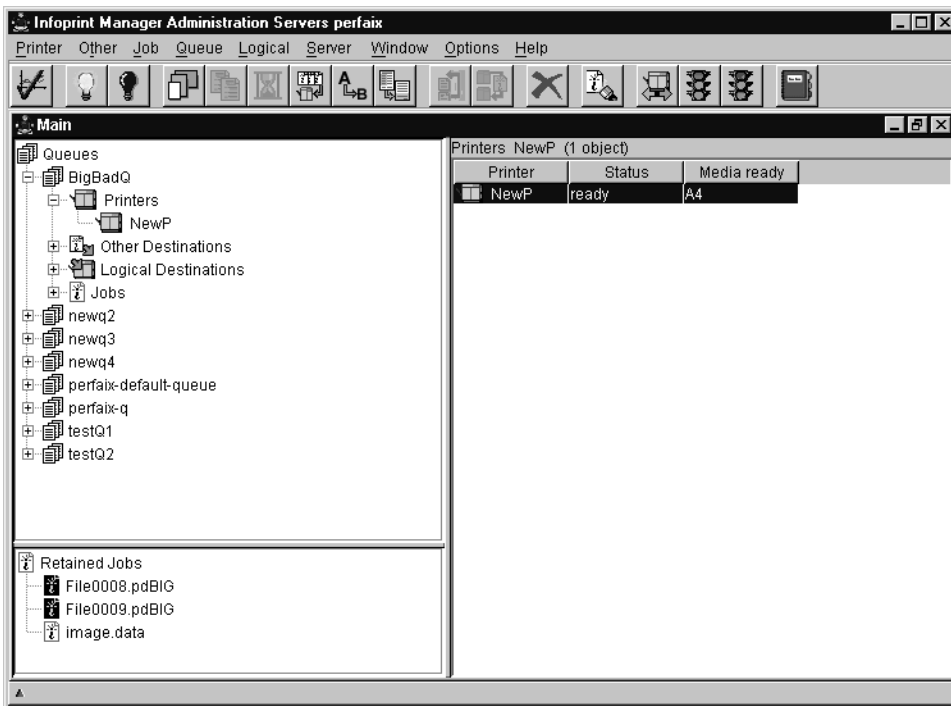 Infoprint Manager Administration Servers perfaix
Printer Other Job Queue Logical Server Window Options Help
A
B
Main
Queues
BigBadQ
Printers
NewP
Other Destinations
Logical Destinations
Jobs
newq2
newq3
newq4
perfaix-default-queue
perfaix-q
testQ1
testQ2
Retained Jobs
File0008.pdBIG
File0009.pdBIG
image.data
Printers NewP (1 object)
Printer Status Media ready
NewP ready A4